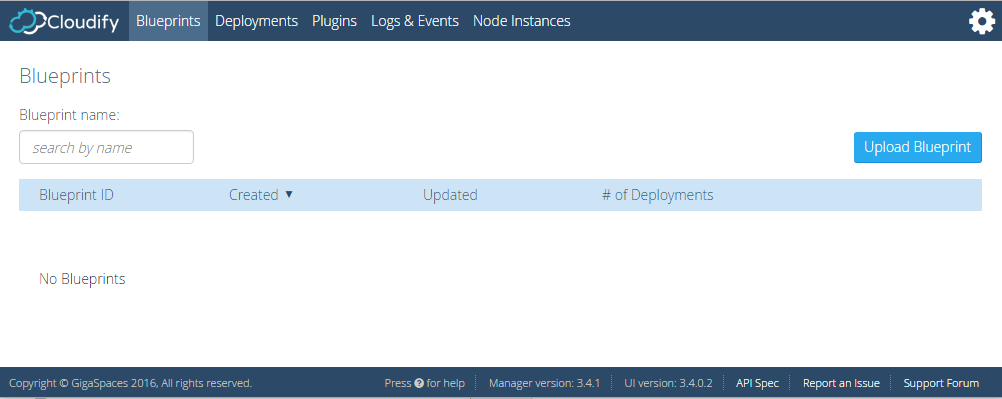 Cloudify Blueprints Deployments Plugins Logs & Events Node Instances
Blueprints
Blueprint name:
search by name
Upload Blueprint
Blueprint ID Created ▼ Updated # of Deployments
No Blueprints
Copyright © GigaSpaces 2016, All rights reserved. Press ? for help Manager version: 3.4.1 UI version: 3.4.0.2 API Spec Report an Issue Support Forum